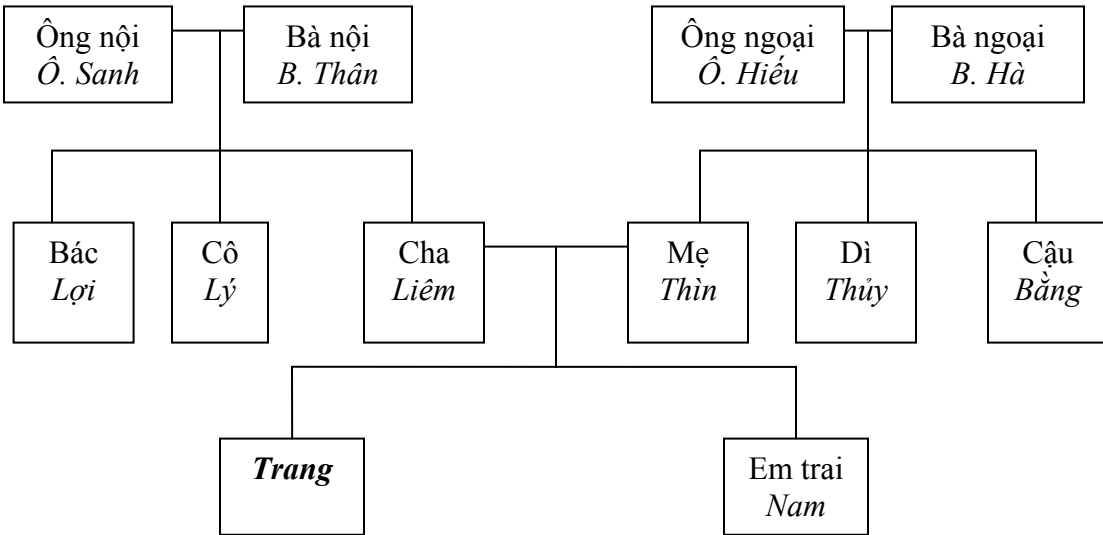 Ông nội
Ô. Sanh
Bà nội
B. Thân
Ông ngoại
Ô. Hiếu
Bà ngoại
B. Hà
Bác
Lợi
Cô
Lý
Cha
Liêm
Mẹ
Thìn
Dì
Thủy
Cậu
Bằng
Trang
Em trai
Nam